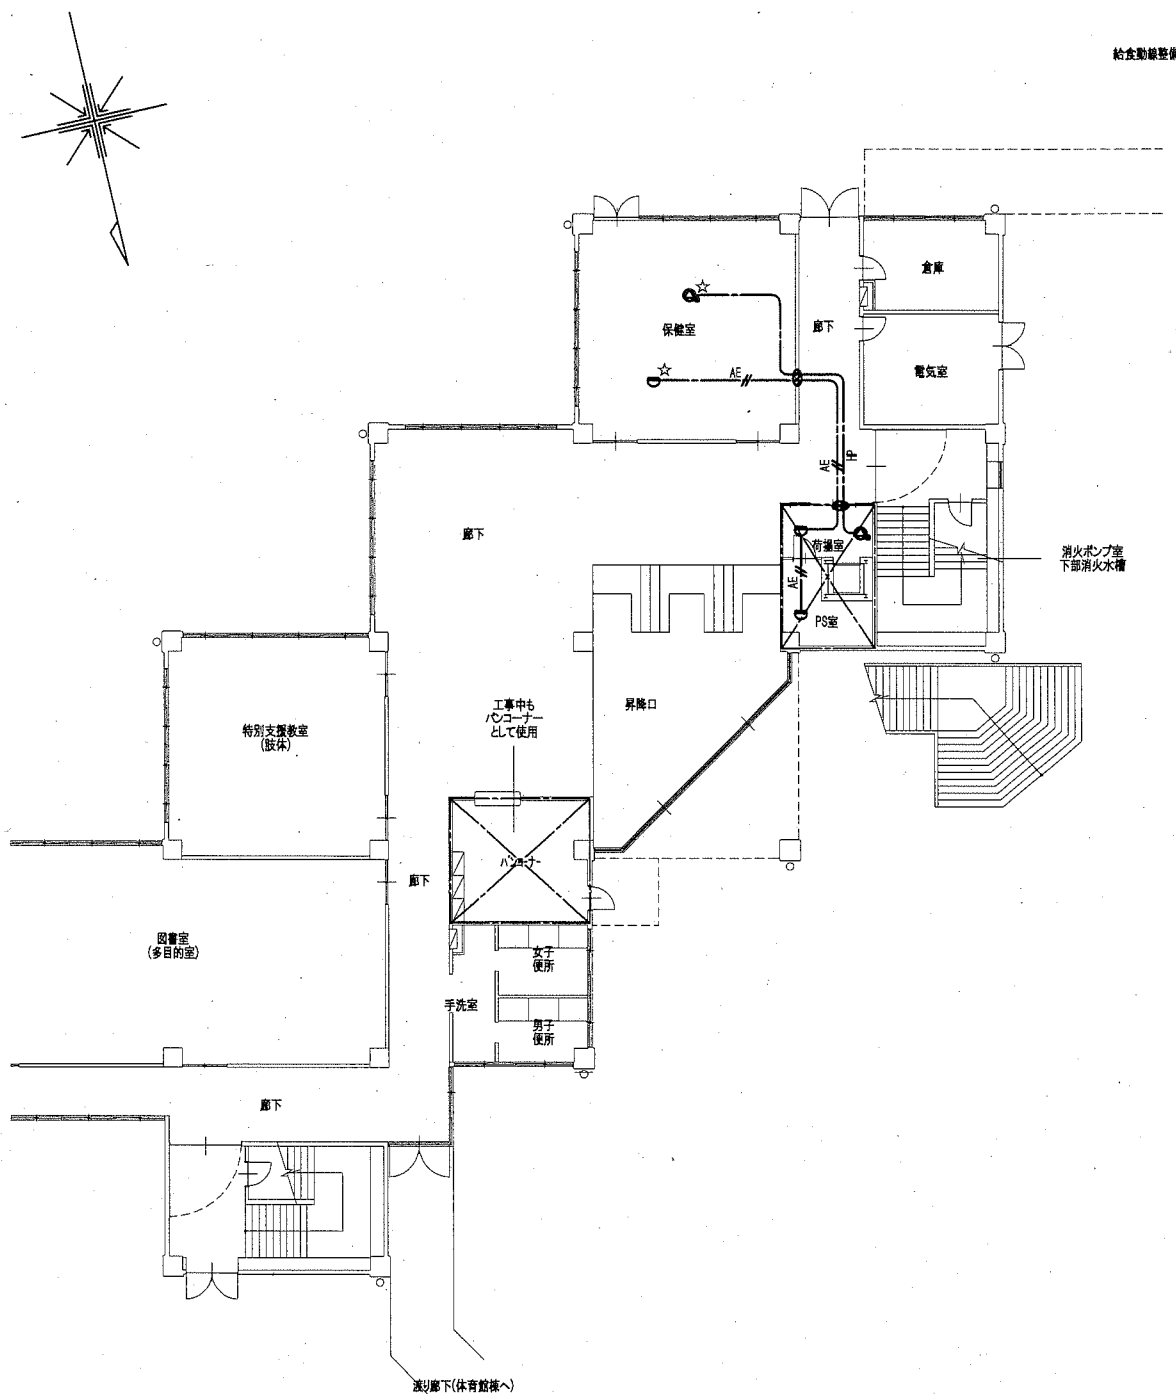 給食動線整備
倉庫
保健室
廊下
電気室
AE
AE
HP
廊下
荷揚室
消火ポンプ室
下部消火水槽
AE
PS室
工事中も
パンコーナー
として使用
昇降口
特別支援教室
(肢体)
パンコーナー
廊下
図書室
(多目的室)
女子
便所
手洗室
男子
便所
廊下
渡り廊下(体育館棟へ)